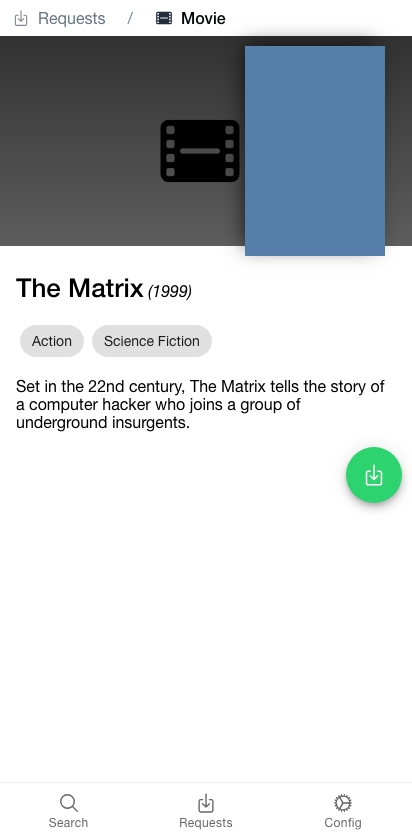 Requests / Movie
The Matrix (1999)
Action Science Fiction
Set in the 22nd century, The Matrix tells the story of
a computer hacker who joins a group of
underground insurgents.
Search Requests Config